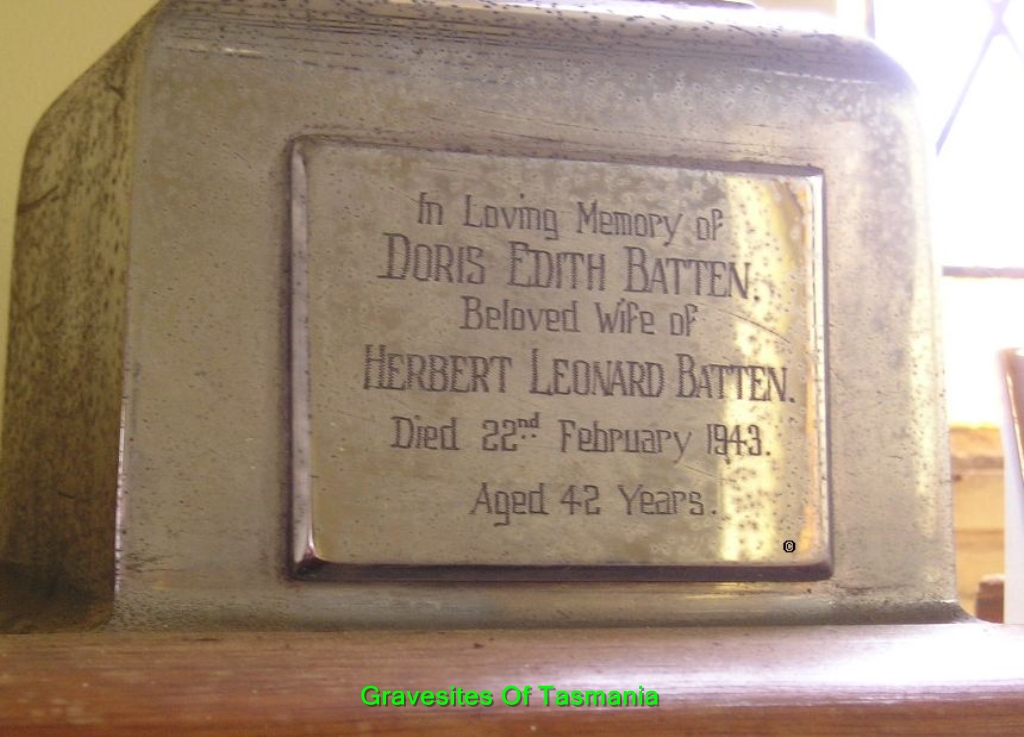 In Loving Memory of
DORIS EDITH BATTEN.
Beloved Wife of
HERBERT LEONARD BATTEN.
Died 22nd February 1943.
Aged 42 Years.
©
Gravesites Of Tasmania